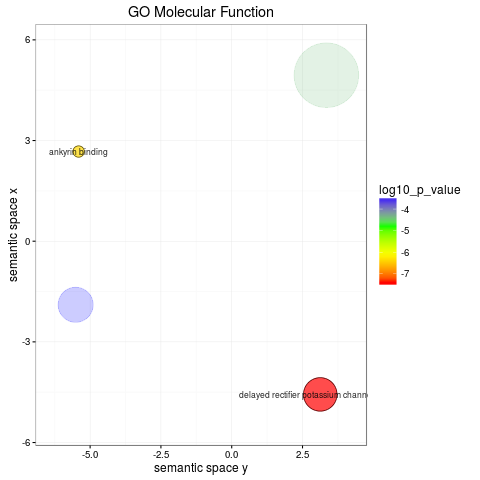 GO Molecular Function
6
3
0
-3
-6
semantic space x
ankyrin binding
delayed rectifier potassium chann
-5.0
-2.5
0.0
2.5
semantic space y
log10_p_value
-4
-5
-6
-7